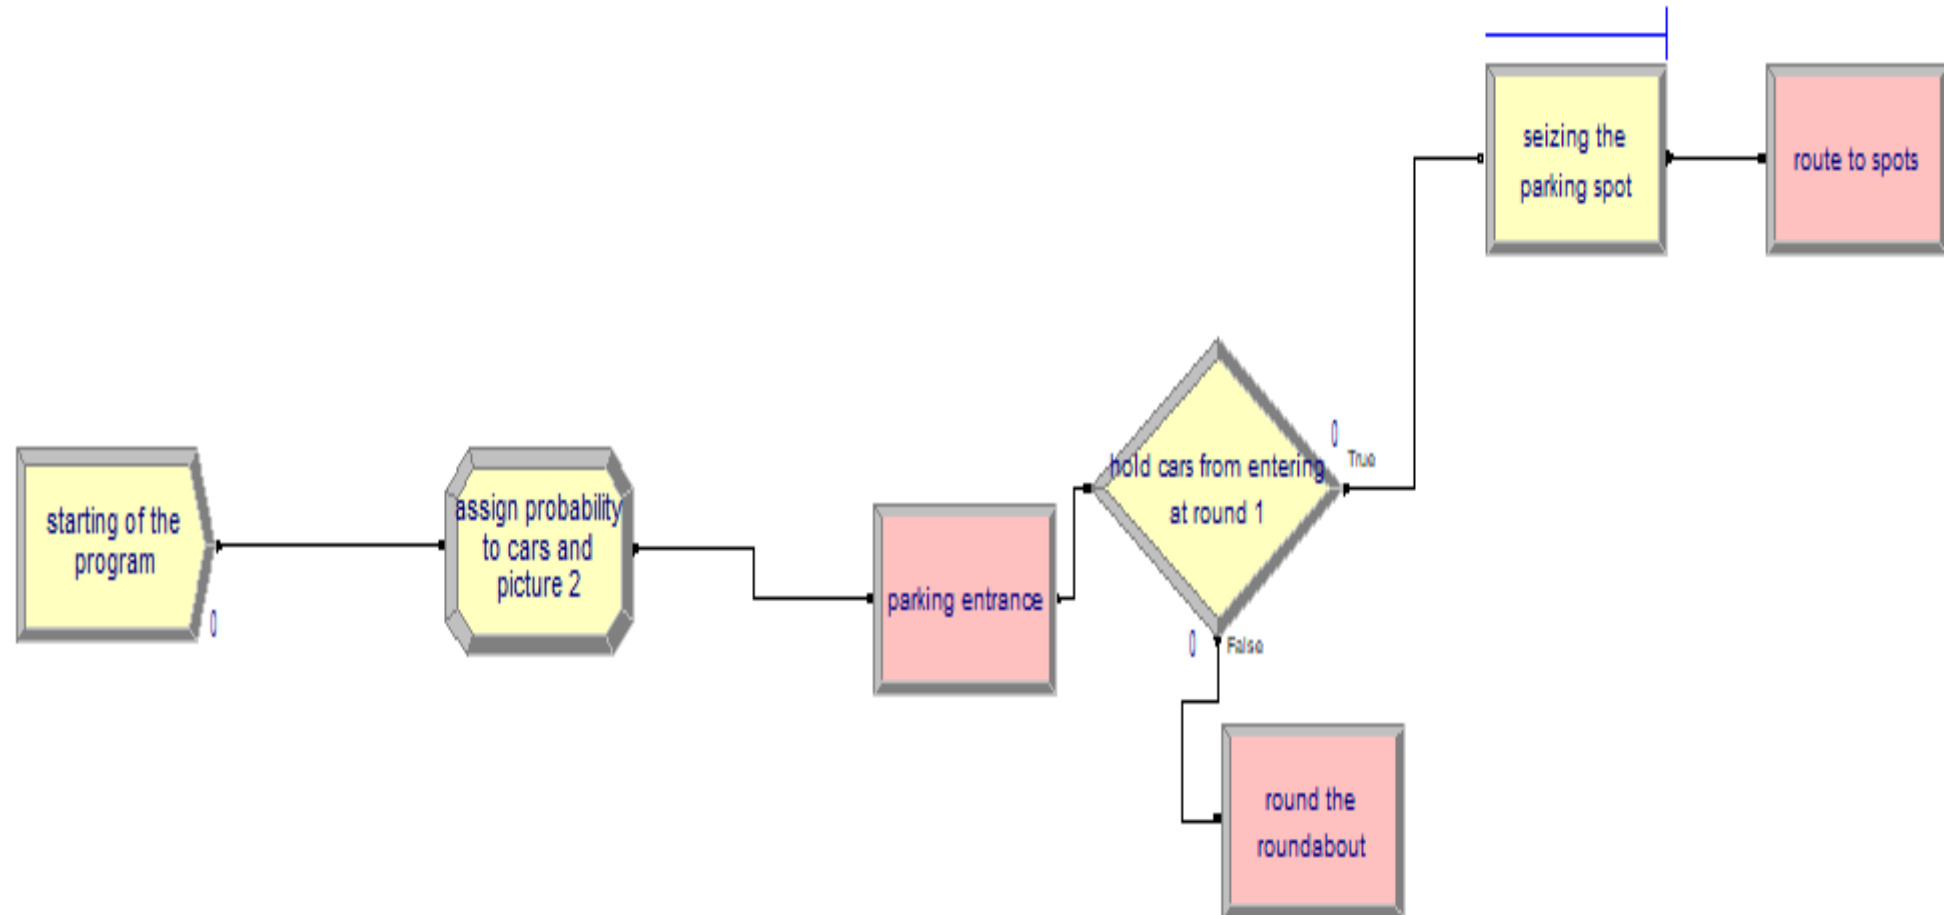 starting of the
program
0
assign probability
to cars and
picture 2
parking entrance
hold cars from entering
at round 1
0
True
0
False
round the
roundabout
seizing the
parking spot
route to spots